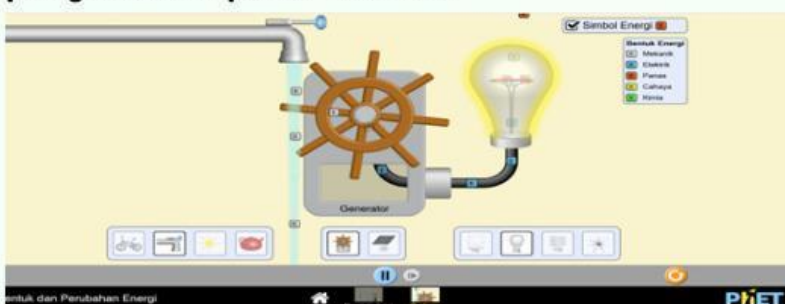 Simbol Energi E
Bentuk Energi
E Mekanik
E Elektrik
E Panas
E Cahaya
E Kimia
Generator
entuk dan Perubahan Energi
PhET